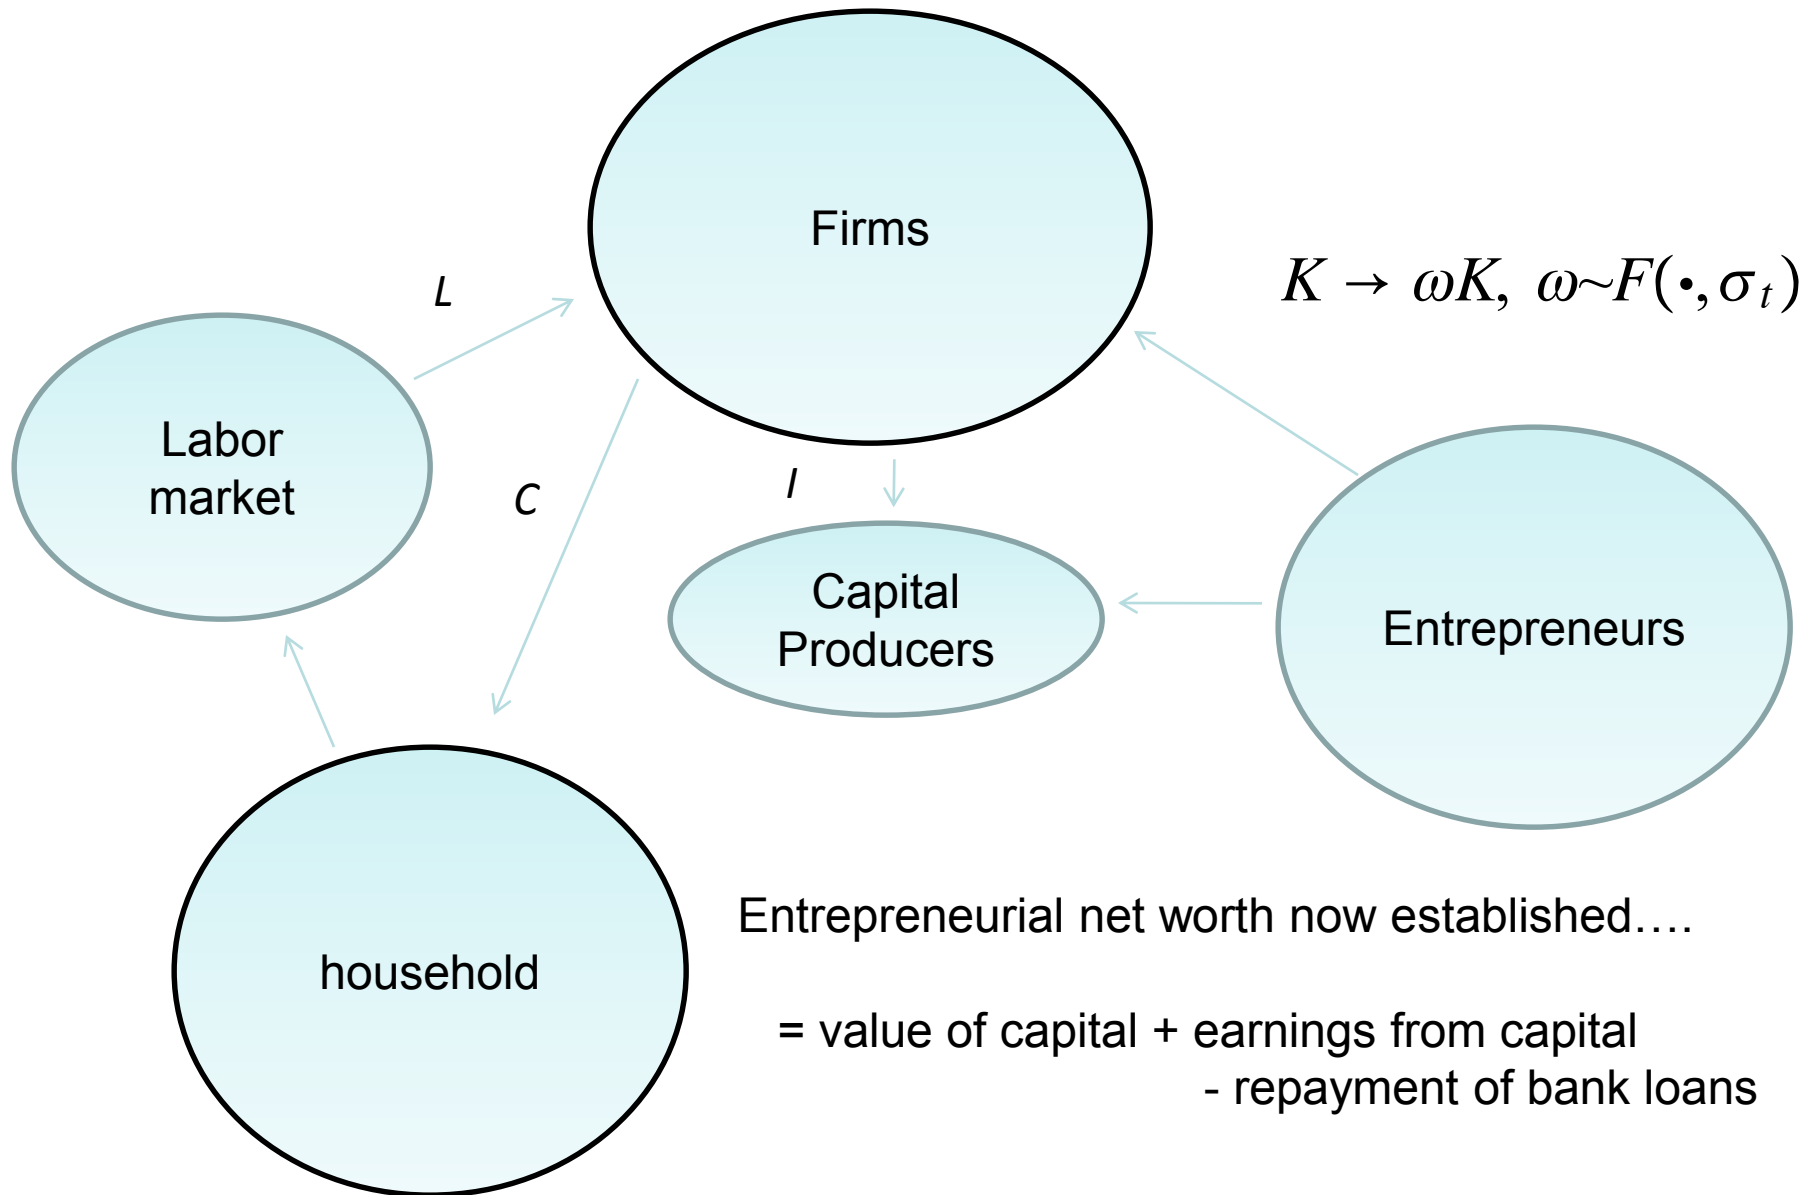 Firms
K → ωK, ω~F(•,σt)
L
Labor
market
C
I
Capital
Producers
Entrepreneurs
household
Entrepreneurial net worth now established….
= value of capital + earnings from capital
- repayment of bank loans